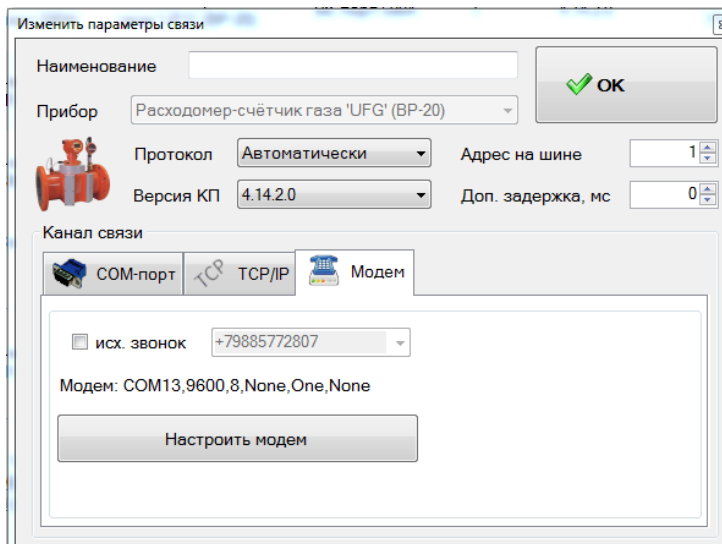 Изменить параметры связи
Наименование
OK
Прибор Расходомер-счётчик газа 'UFG' (ВР-20)
Протокол Автоматически Адрес на шине 1
Версия КП 4.14.2.0 Доп. задержка, мс 0
Канал связи
COM-порт TCP TCP/IP Модем
исх. звонок +79885772807
Модем: COM13,9600,8,None,One,None
Настроить модем